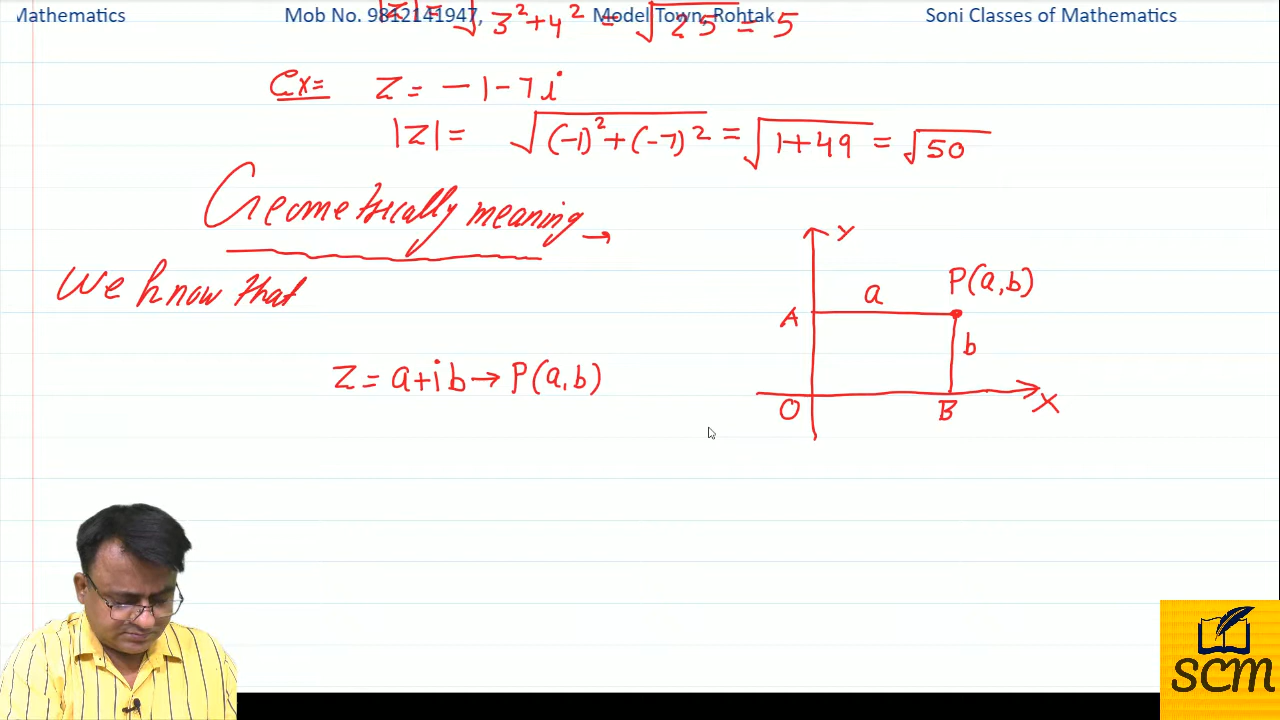 Mathematics Mob No. 9812141947, Model Town, Rohtak Soni Classes of Mathematics
|z| = √3²+4² = √25 = 5
Ex= Z = -1-7i
|Z| = √(-1)²+(-7)² = √1+49 = √50
Geometrically meaning →
We know that
Z = a+ib → P(a,b)
Y
P(a,b)
a
A
b
O
B
X
SCM